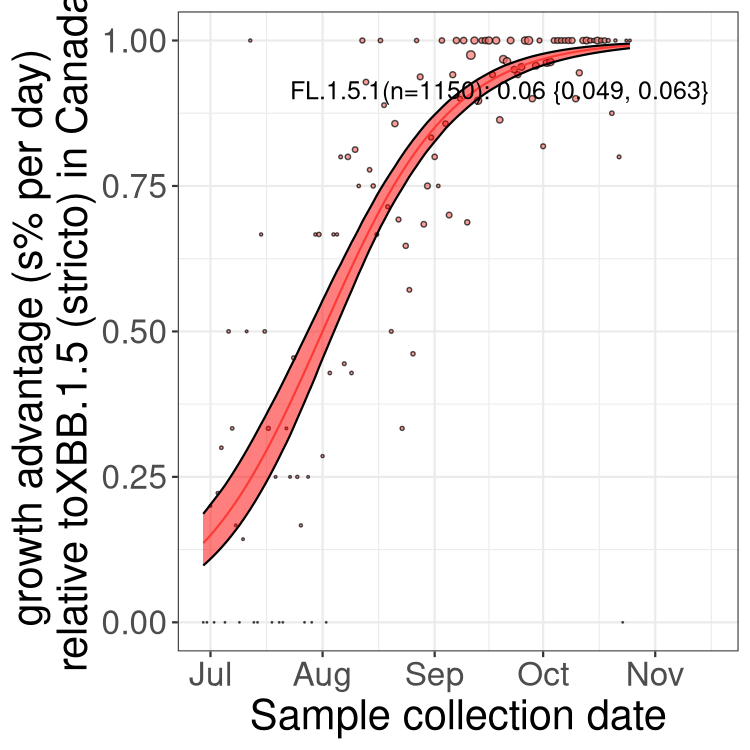 growth advantage (s% per day)
relative toXBB.1.5 (stricto) in Canada
1.00
0.75
0.50
0.25
0.00
FL.1.5.1(n=1150): 0.06 {0.049, 0.063}
Jul Aug Sep Oct Nov
Sample collection date